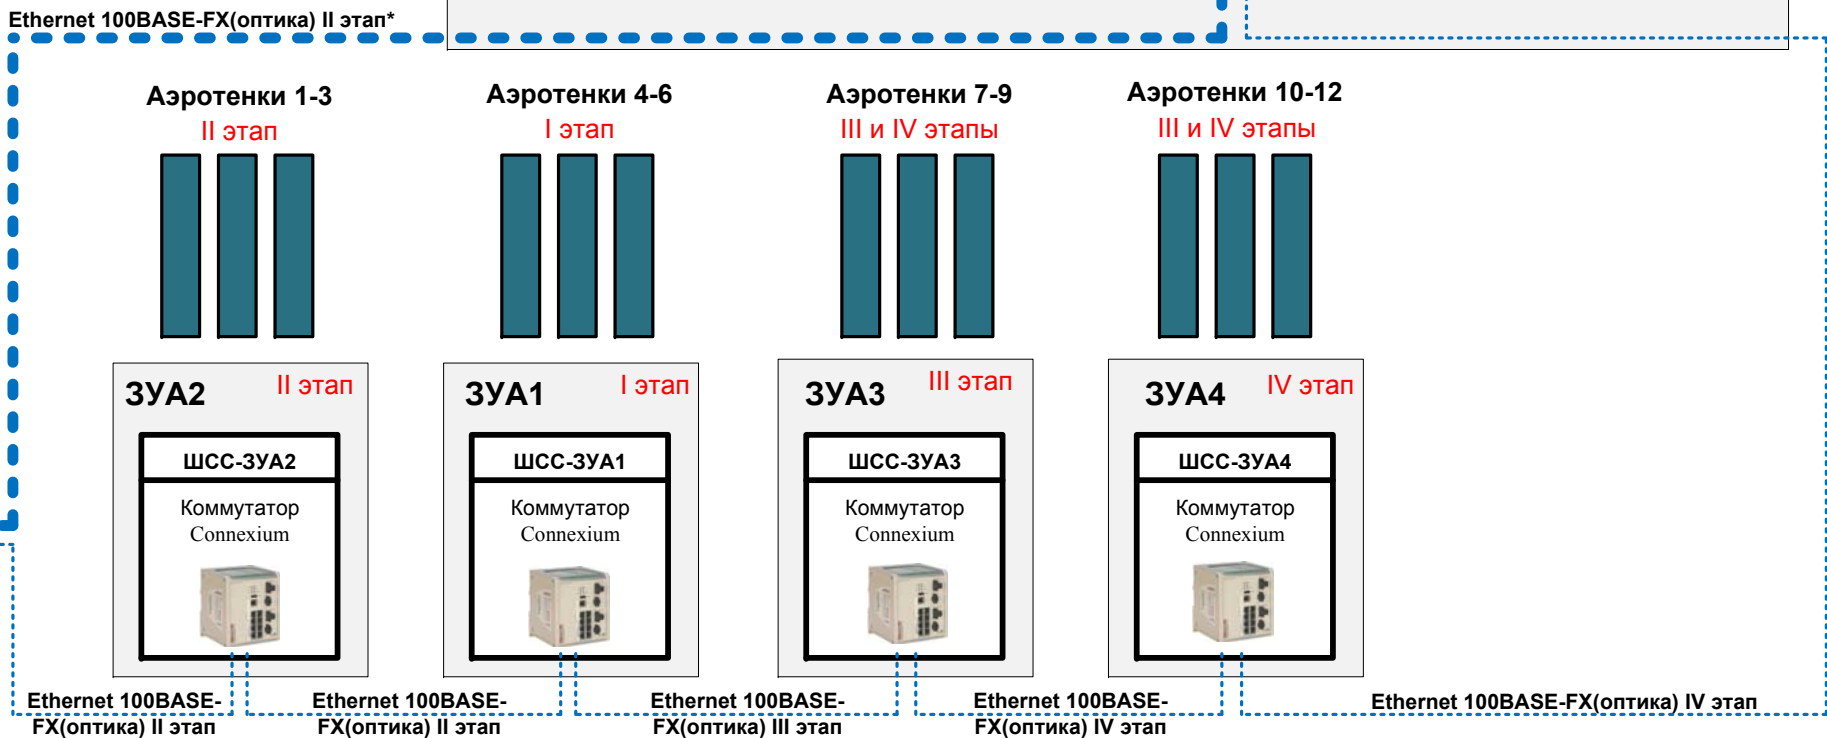 Ethernet 100BASE-FX(оптика) II этап*
Аэротенки 1-3
II этап
Аэротенки 4-6
I этап
Аэротенки 7-9
III и IV этапы
Аэротенки 10-12
III и IV этапы
ЗУА2
II этап
ШСС-ЗУА2
Коммутатор
Connexium
ЗУА1
I этап
ШСС-ЗУА1
Коммутатор
Connexium
ЗУА3
III этап
ШСС-ЗУА3
Коммутатор
Connexium
ЗУА4
IV этап
ШСС-ЗУА4
Коммутатор
Connexium
Ethernet 100BASE-
FX(оптика) II этап
Ethernet 100BASE-
FX(оптика) II этап
Ethernet 100BASE-
FX(оптика) III этап
Ethernet 100BASE-
FX(оптика) IV этап
Ethernet 100BASE-FX(оптика) IV этап